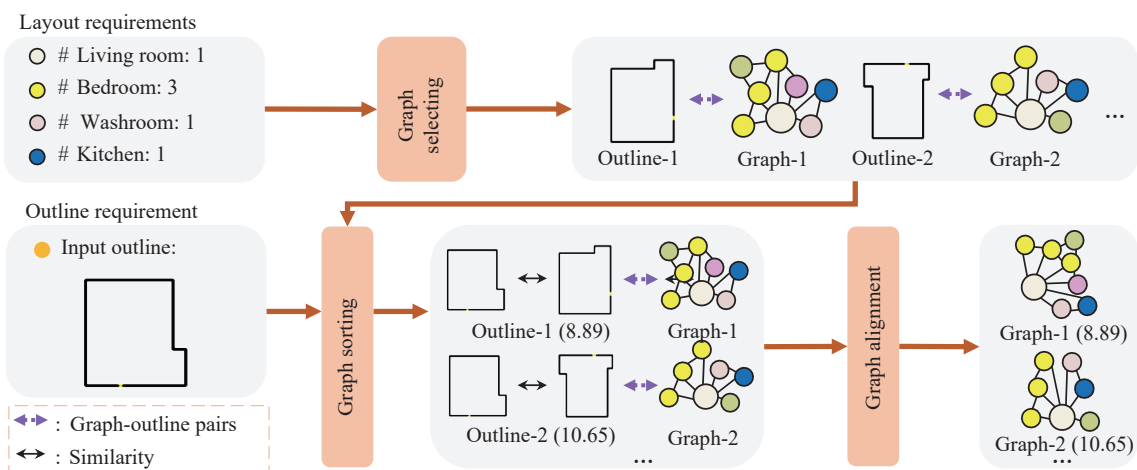 Layout requirements
# Living room: 1
# Bedroom: 3
# Washroom: 1
# Kitchen: 1
Graph
selecting
Outline-1
Graph-1
Outline-2
Graph-2
...
Outline requirement
Input outline:
Graph sorting
Outline-1 (8.89)
Graph-1
Outline-2 (10.65)
Graph-2
...
Graph alignment
Graph-1 (8.89)
Graph-2 (10.65)
...
: Graph-outline pairs
: Similarity